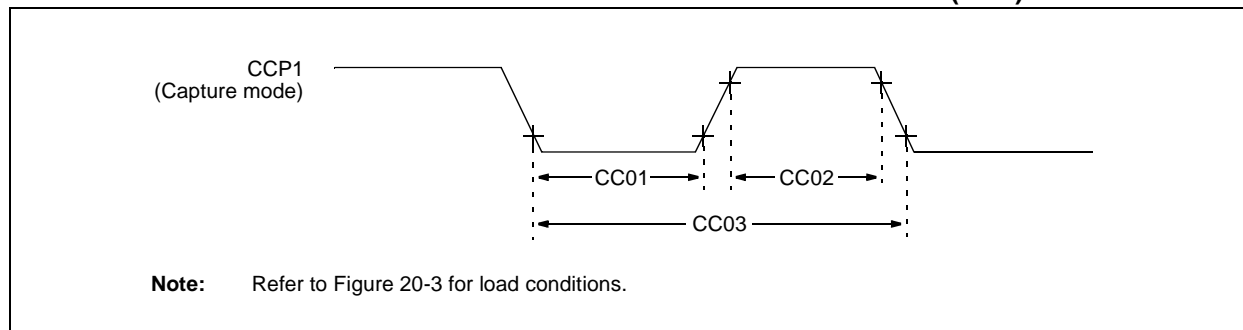 CCP1
(Capture mode)
CC01
CC02
CC03
Note: Refer to Figure 20-3 for load conditions.